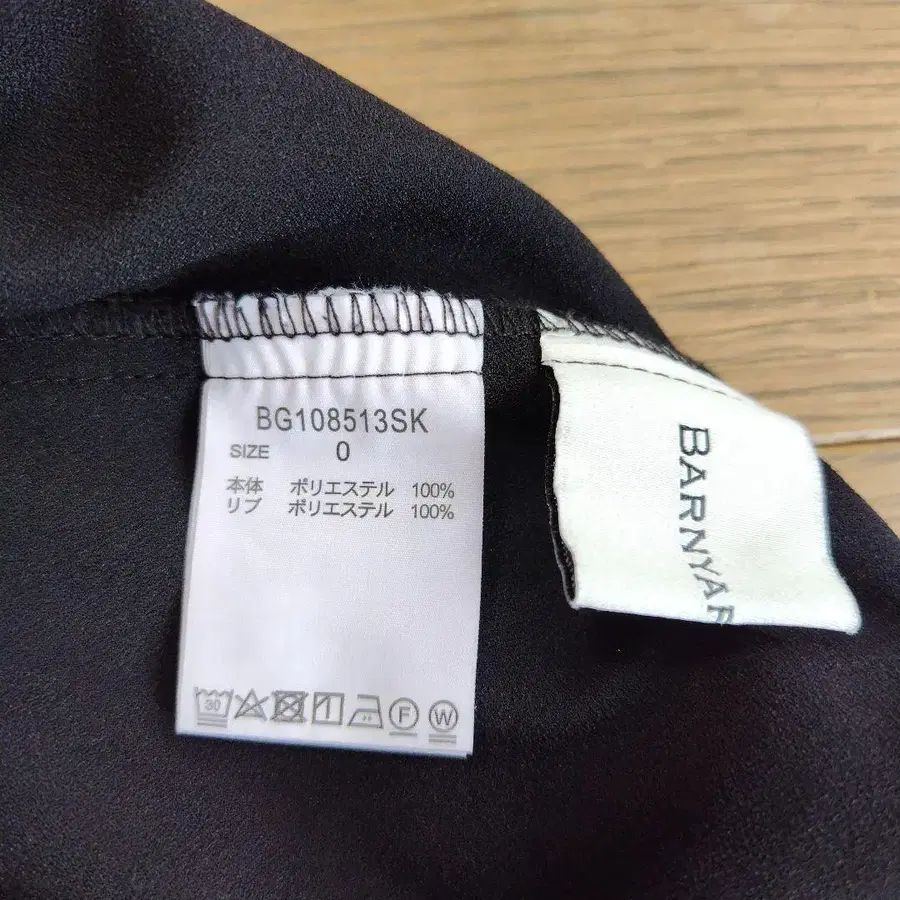 BG108513SK
SIZE 0
本体 ポリエステル 100%
リブ ポリエステル 100%
30
F
W
BARNYAR